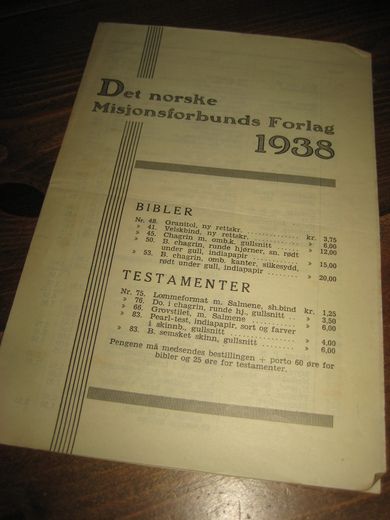 Det norske
Misjonsforbunds Forlag
1938
BIBLER
Nr. 48. Granitol, ny rettskr. kr. 3,75
» 41. Velskbind, ny rettskr. » 6,00
» 45. Chagrin m. omb.k. gullsnitt » 12,00
» 50. B. chagrin, runde hjørner, sn. rødt
under gull, indiapapir » 15,00
» 53. B. chagrin, omb. kanter, silkesydd,
rødt under gull, indiapapir » 20,00
TESTAMENTER
Nr. 75. Lommeformat m. Salmene, sh.bind kr. 1,25
» 76. Do. i chagrin, runde hj., gullsnitt » 3,50
» 66. Grovstilet, m. Salmene » 6,00
» 83. Pearl-test, indiapapir, sort og farver
i skinnb., gullsnitt » 4,00
» 83. B. semsket skinn, gullsnitt » 6,00
Pengene må medsendes bestillingen + porto 60 øre for
bibler og 25 øre for testamenter.